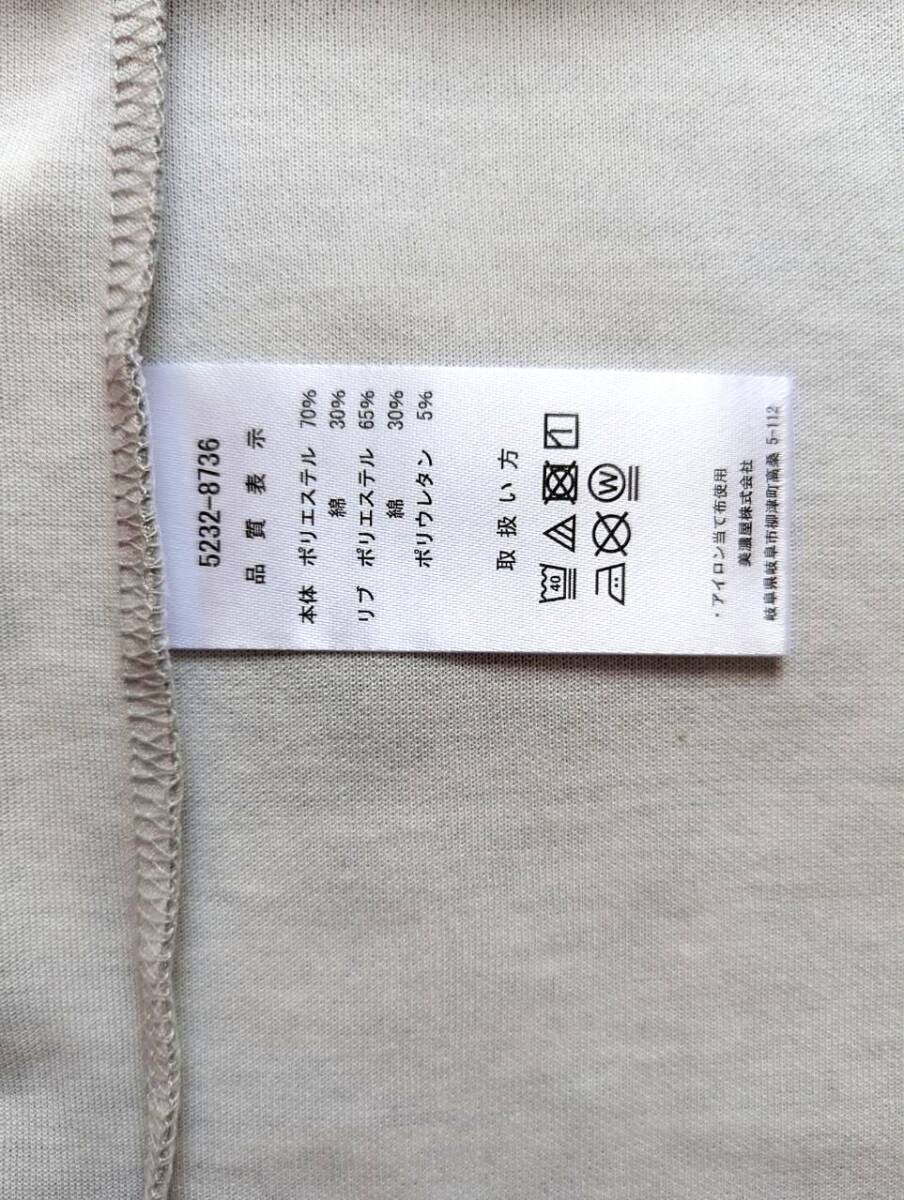 5232-8736
品質表示
本体 ポリエステル 70%
綿 30%
リブ ポリエステル 65%
綿 30%
ポリウレタン 5%
取扱い方
40
W
・アイロン当て布使用
美濃屋株式会社
岐阜県岐阜市柳津町高桑 5-112